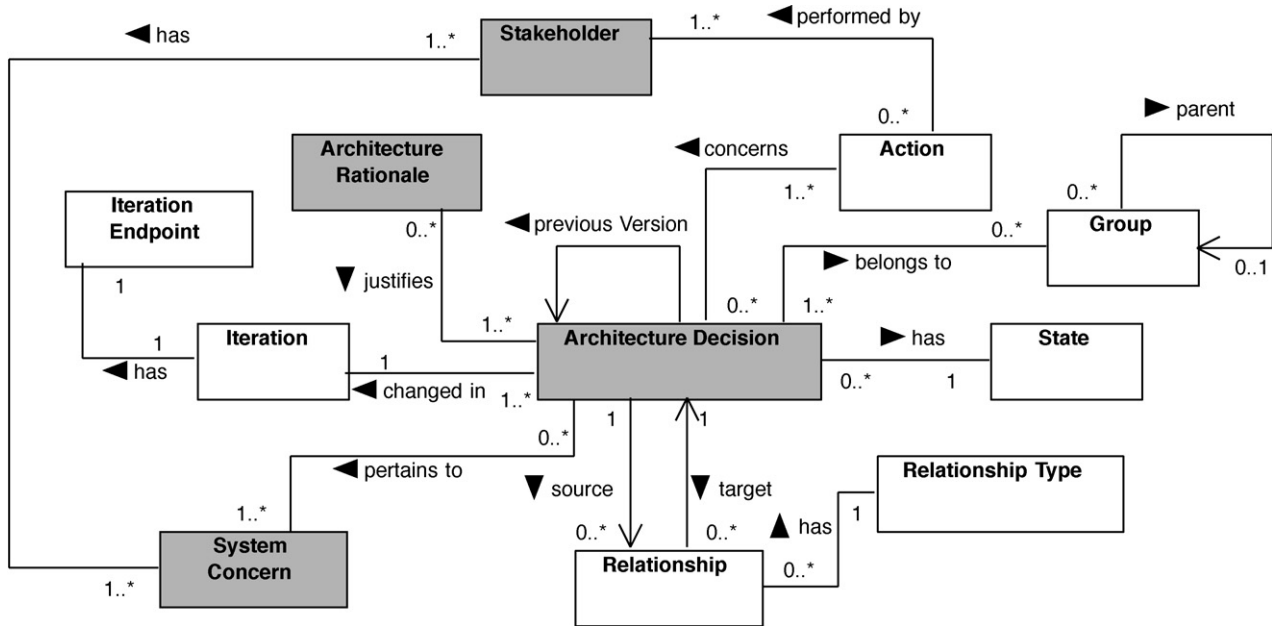 ◄ has
1..*
Stakeholder
1..*
◄ performed by
0..*
Action
► parent
Architecture
Rationale
◄ concerns
1..*
0..*
Group
0..1
Iteration
Endpoint
0..*
◄ previous Version
0..*
► belongs to
1
▼ justifies
1..*
0..*
1..*
1
Iteration
1
Architecture Decision
► has
State
◄ has
◄ changed in
1..*
0..*
1
0..*
1
1
◄ pertains to
▼ source
▼ target
Relationship Type
1..*
0..*
0..*
▲ has
1
System
Concern
1..*
Relationship
0..*